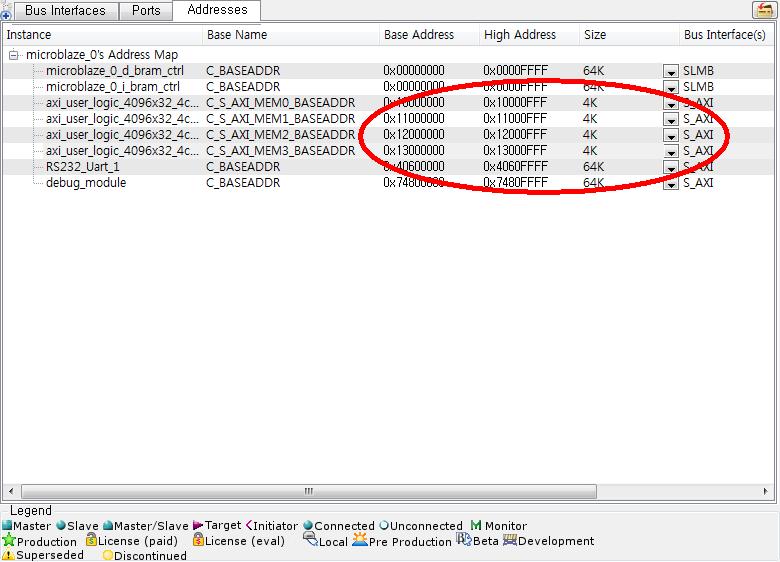 Bus Interfaces Ports Addresses
Instance Base Name Base Address High Address Size Bus Interface(s)
microblaze_0's Address Map
microblaze_0_d_bram_ctrl C_BASEADDR 0x00000000 0x0000FFFF 64K SLMB
microblaze_0_i_bram_ctrl C_BASEADDR 0x00000000 0x0000FFFF 64K SLMB
axi_user_logic_4096x32_4c... C_S_AXI_MEM0_BASEADDR 0x10000000 0x10000FFF 4K S_AXI
axi_user_logic_4096x32_4c... C_S_AXI_MEM1_BASEADDR 0x11000000 0x11000FFF 4K S_AXI
axi_user_logic_4096x32_4c... C_S_AXI_MEM2_BASEADDR 0x12000000 0x12000FFF 4K S_AXI
axi_user_logic_4096x32_4c... C_S_AXI_MEM3_BASEADDR 0x13000000 0x13000FFF 4K S_AXI
RS232_Uart_1 C_BASEADDR 0x40600000 0x4060FFFF 64K S_AXI
debug_module C_BASEADDR 0x74800000 0x7480FFFF 64K S_AXI
Legend
Master Slave Master/Slave Target Initiator Connected Unconnected M Monitor
Production License (paid) License (eval) Local Pre Production Beta Development
Superseded Discontinued